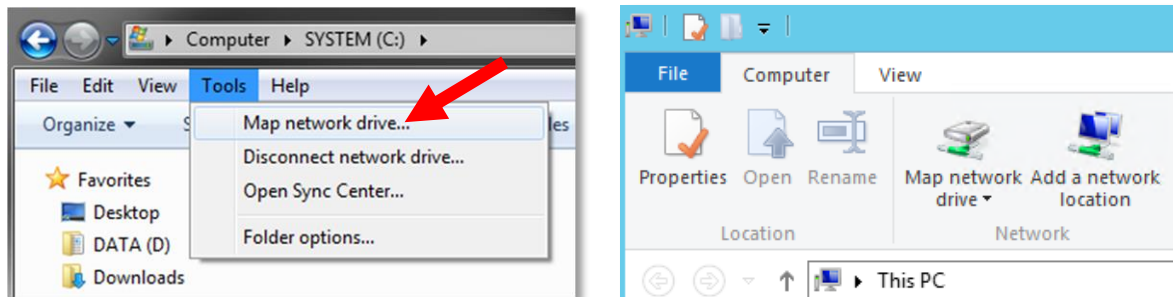 Computer ▸ SYSTEM (C:) ▸
File Edit View Tools Help
Organize
Map network drive...
Disconnect network drive...
Open Sync Center...
Folder options...
Favorites
Desktop
DATA (D)
Downloads
File Computer View
Properties Open Rename Map network drive Add a network location
Location Network
This PC